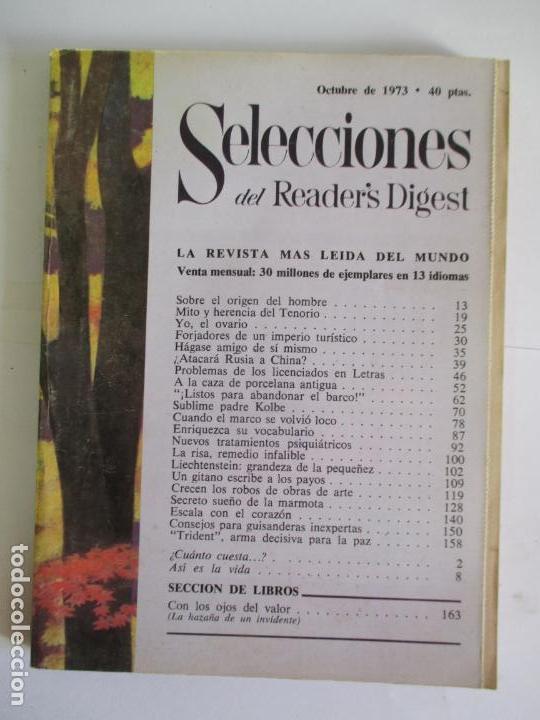 Octubre de 1973 • 40 ptas.
Selecciones
del Reader's Digest
LA REVISTA MAS LEIDA DEL MUNDO
Venta mensual: 30 millones de ejemplares en 13 idiomas
Sobre el origen del hombre . . . . . . . . . . 13
Mito y herencia del Tenorio . . . . . . . . . . 19
Yo, el ovario . . . . . . . . . . 25
Forjadores de un imperio turístico . . . . . . . . . . 30
Hágase amigo de sí mismo . . . . . . . . . . 35
¿Atacará Rusia a China? . . . . . . . . . . 39
Problemas de los licenciados en Letras . . . . . 46
A la caza de porcelana antigua . . . . . . . . 52
"¡Listos para abandonar el barco!" . . . . . . . 62
Sublime padre Kolbe . . . . . . . . . . 70
Cuando el marco se volvió loco . . . . . . . . 78
Enriquezca su vocabulario . . . . . . . . . . 87
Nuevos tratamientos psiquiátricos . . . . . . . 92
La risa, remedio infalible . . . . . . . . . . 100
Liechtenstein: grandeza de la pequeñez . . . . . 102
Un gitano escribe a los payos . . . . . . . . 109
Crecen los robos de obras de arte . . . . . . . 119
Secreto sueño de la marmota . . . . . . . . . 128
Escala con el corazón . . . . . . . . . . 140
Consejos para guisanderas inexpertas . . . . . . 150
"Trident", arma decisiva para la paz . . . . . . 158
¿Cuánto cuesta...? . . . . . . . . . . 2
Así es la vida . . . . . . . . . . 8
SECCION DE LIBROS
Con los ojos del valor . . . . . . . . . . 163
(La hazaña de un invidente)
todocoleccion.net